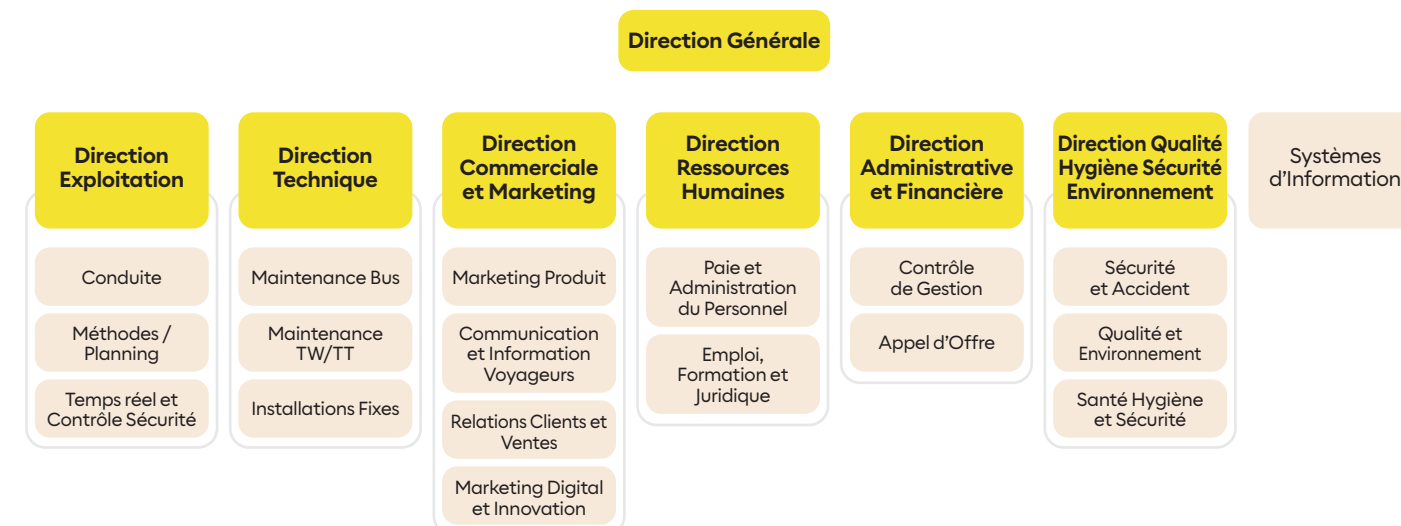 Direction Générale
Direction
Exploitation
Conduite
Méthodes /
Planning
Temps réel et
Contrôle Sécurité
Direction
Technique
Maintenance Bus
Maintenance
TW/TT
Installations Fixes
Direction
Commerciale
et Marketing
Marketing Produit
Communication
et Information
Voyageurs
Relations Clients et
Ventes
Marketing Digital
et Innovation
Direction
Ressources
Humaines
Paie et
Administration
du Personnel
Emploi,
Formation et
Juridique
Direction
Administrative
et Financière
Contrôle
de Gestion
Appel d’Offre
Direction Qualité
Hygiène Sécurité
Environnement
Sécurité
et Accident
Qualité et
Environnement
Santé Hygiène
et Sécurité
Systèmes
d’Information